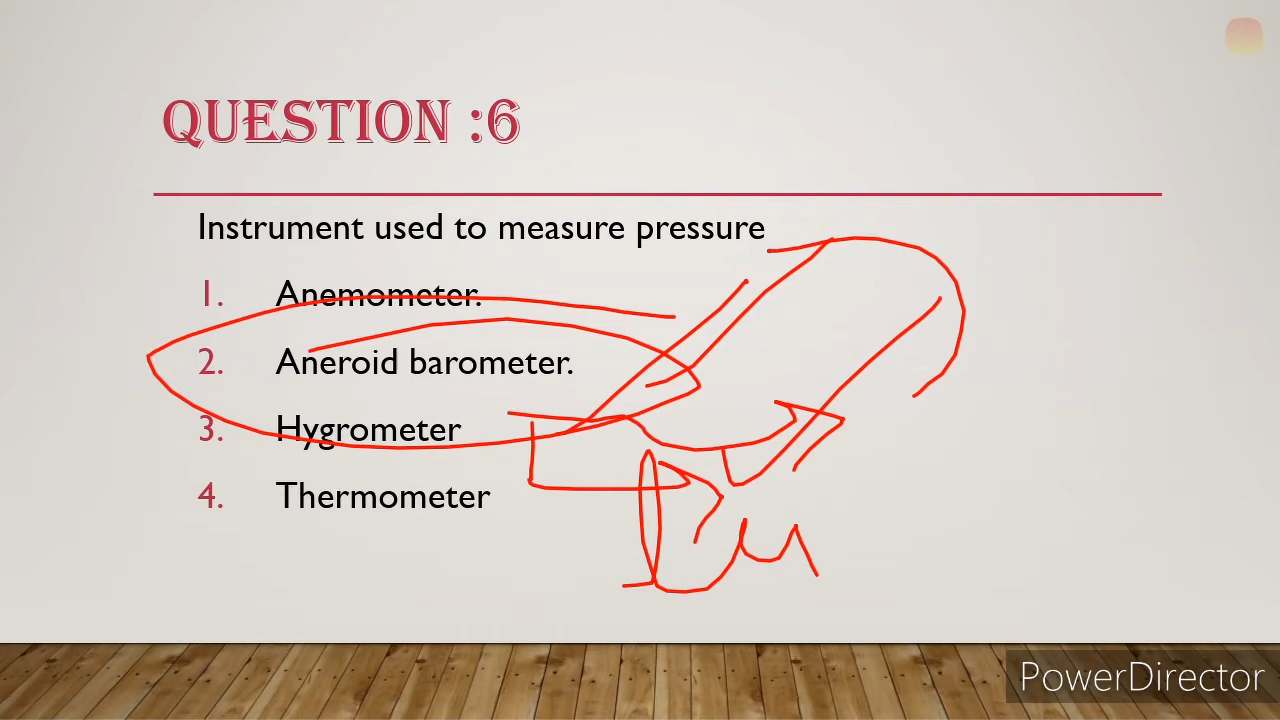 QUESTION :6
Instrument used to measure pressure
1. Anemometer.
2. Aneroid barometer.
3. Hygrometer
4. Thermometer
PowerDirector